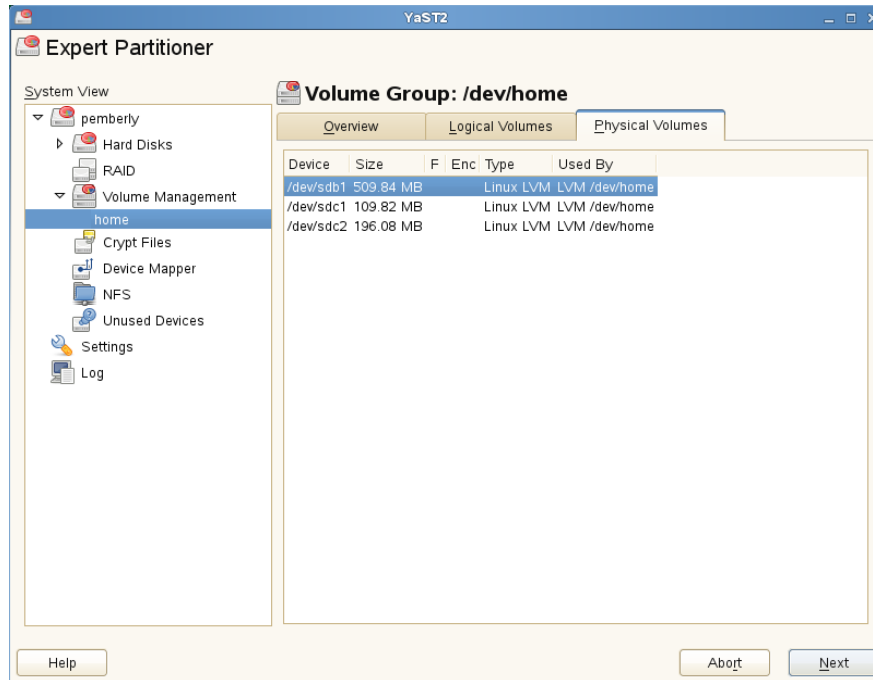 YaST2
Expert Partitioner
System View
pemberly
Hard Disks
RAID
Volume Management
home
Crypt Files
Device Mapper
NFS
Unused Devices
Settings
Log
Volume Group: /dev/home
Overview Logical Volumes Physical Volumes
Device Size F Enc Type Used By
/dev/sdb1 509.84 MB Linux LVM LVM /dev/home
/dev/sdc1 109.82 MB Linux LVM LVM /dev/home
/dev/sdc2 196.08 MB Linux LVM LVM /dev/home
Help Abort Next